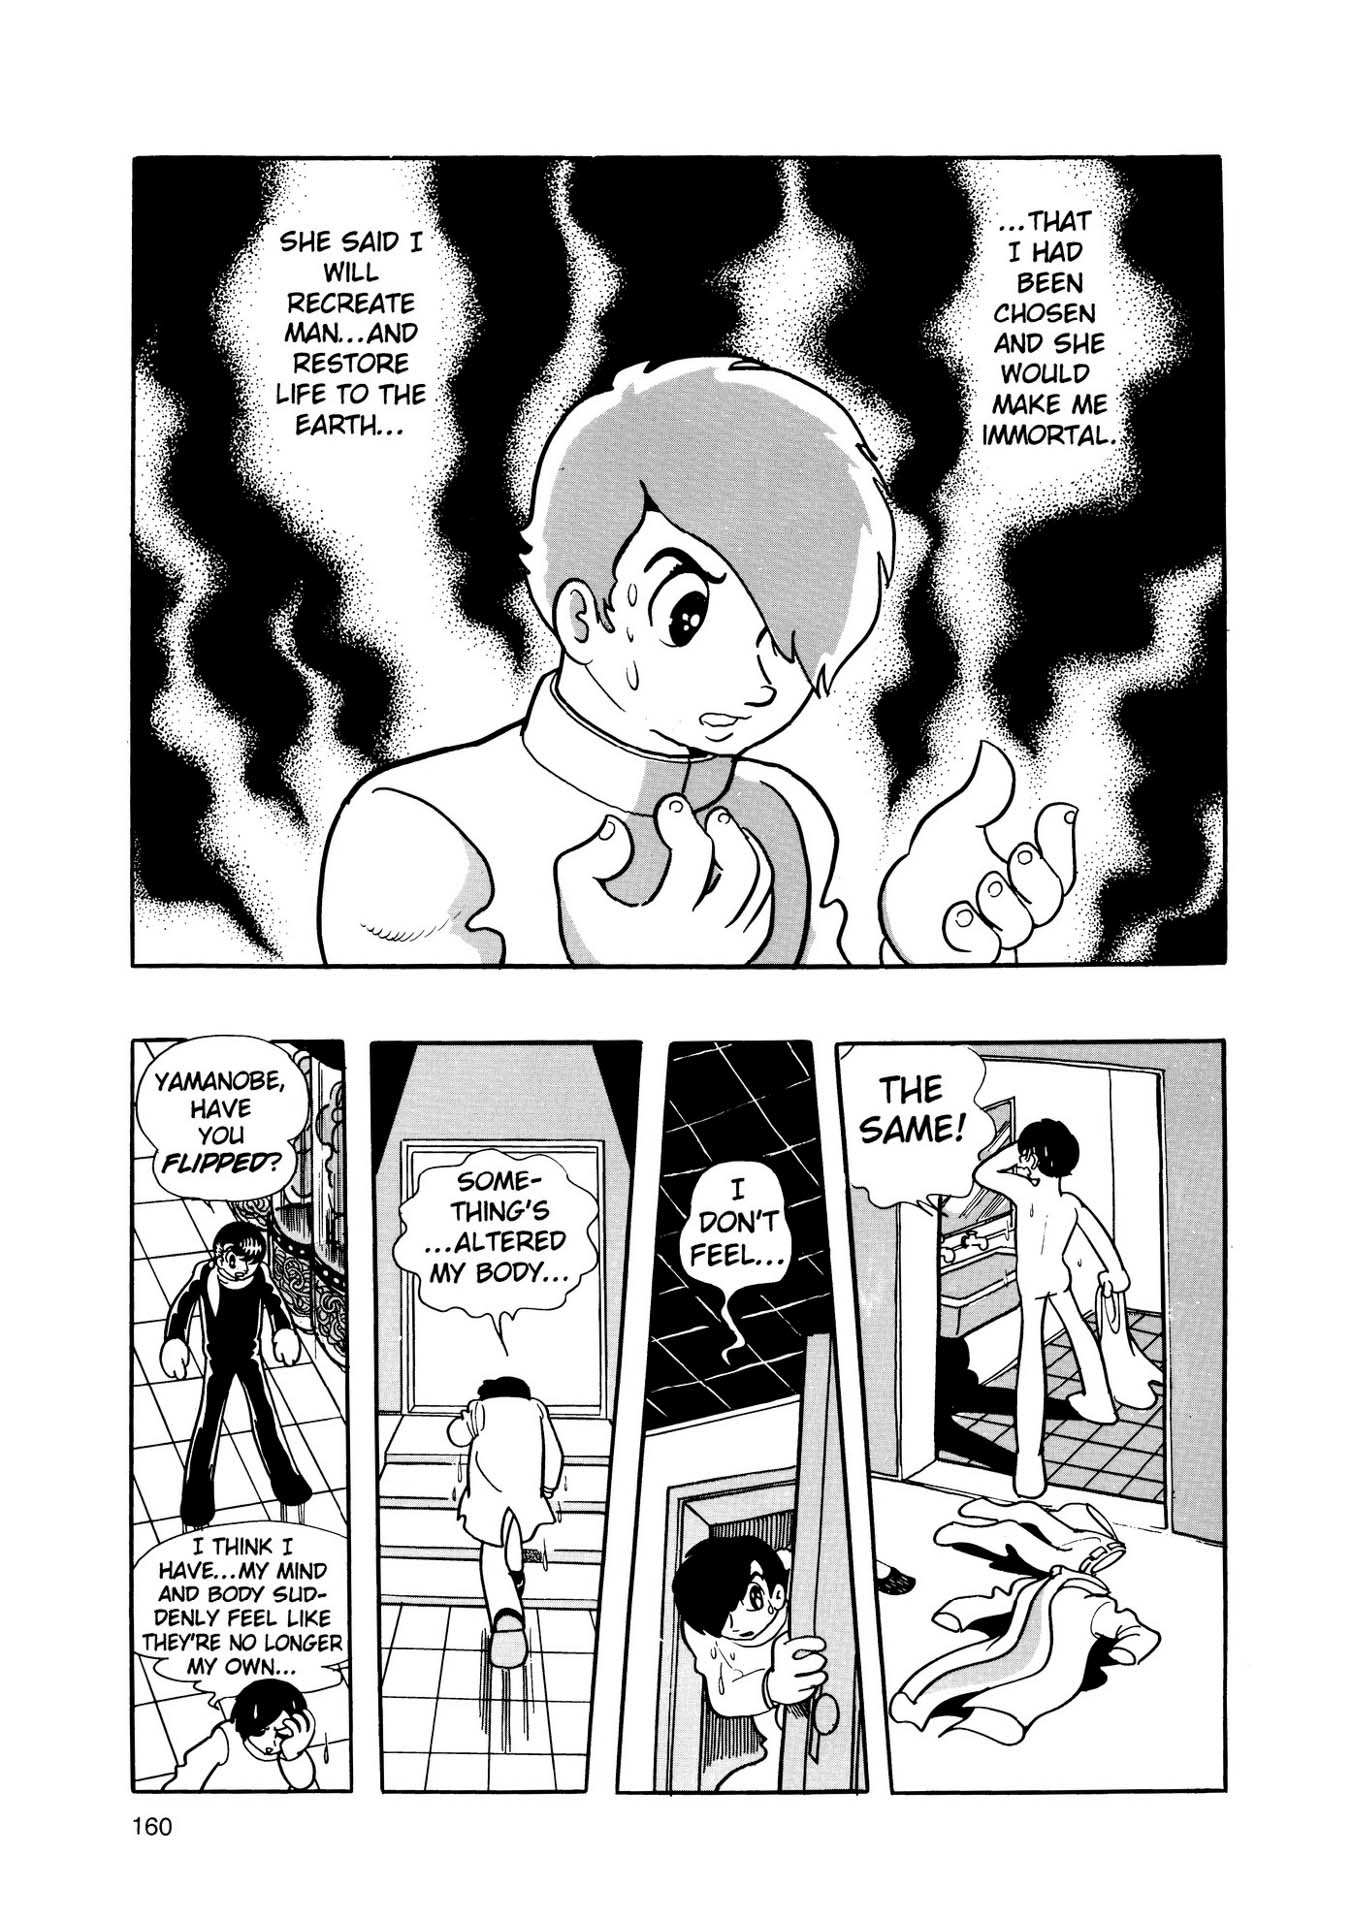 SHE SAID I
WILL
RECREATE
MAN...AND
RESTORE
LIFE TO THE
EARTH...
...THAT
I HAD
BEEN
CHOSEN
AND SHE
WOULD
MAKE ME
IMMORTAL.
YAMANOBE,
HAVE
YOU
FLIPPED?
I THINK I
HAVE...MY MIND
AND BODY SUD-
DENLY FEEL LIKE
THEY'RE NO LONGER
MY OWN...
SOME-
THING'S
...ALTERED
MY BODY...
I
DON'T
FEEL...
THE
SAME!
160